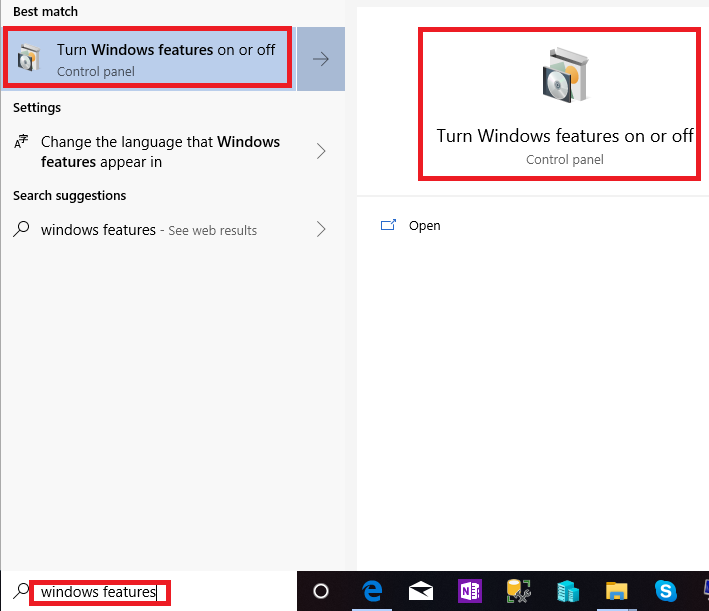 Best match
Turn Windows features on or off
Control panel
Settings
Change the language that Windows
features appear in
Search suggestions
windows features - See web results
Turn Windows features on or off
Control panel
Open
windows features